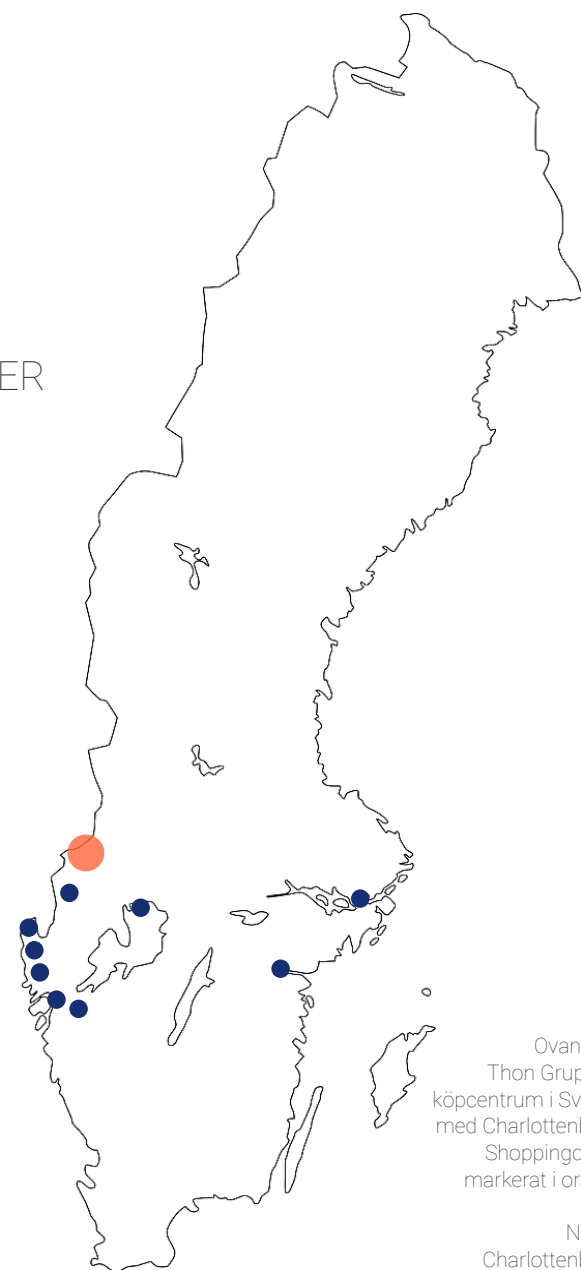 ER
Ovan
Thon Grup
köpcentrum i Sv
med Charlottenl
Shoppingc
markerat i or
N
Charlottenl